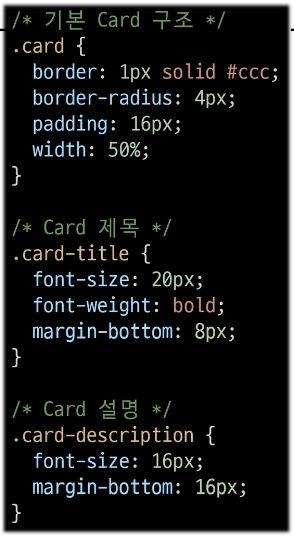 /* 기본 Card 구조 */
.card {
  border: 1px solid #ccc;
  border-radius: 4px;
  padding: 16px;
  width: 50%;
}

/* Card 제목 */
.card-title {
  font-size: 20px;
  font-weight: bold;
  margin-bottom: 8px;
}

/* Card 설명 */
.card-description {
  font-size: 16px;
  margin-bottom: 16px;
}